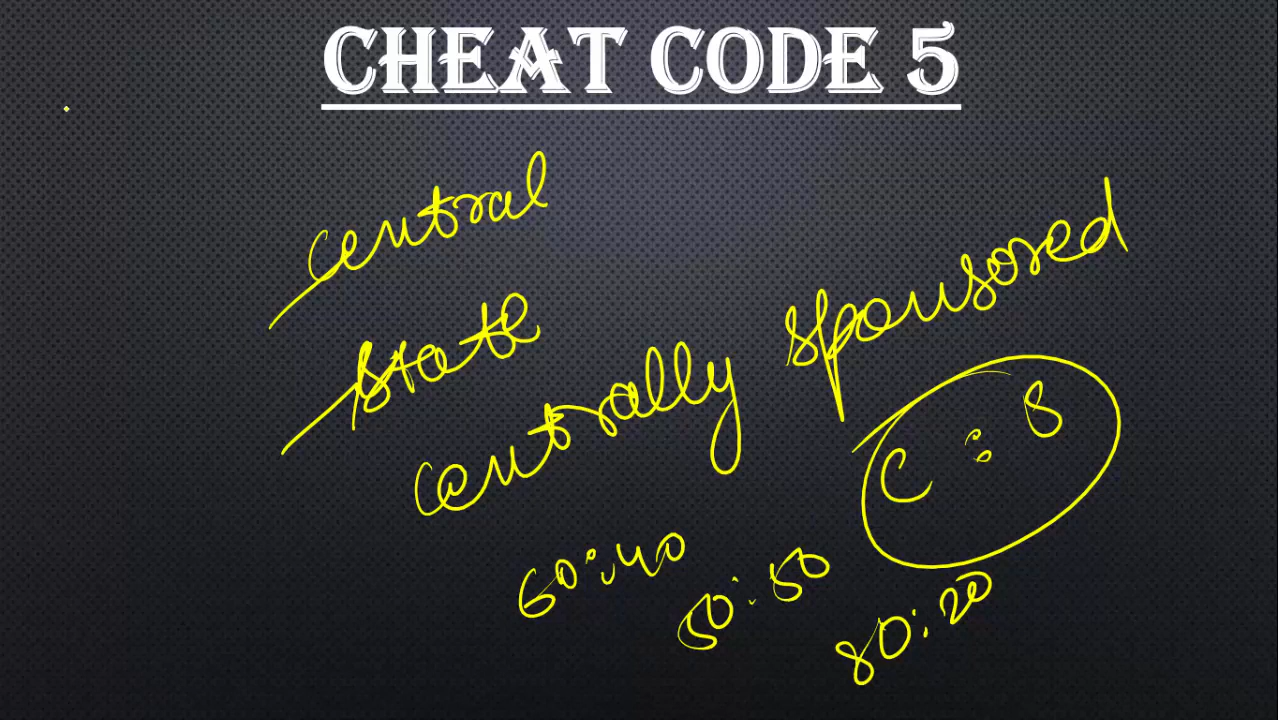 CHEAT CODE 5
central
state
centrally sponsored
C : S
60:40
50:50
80:20